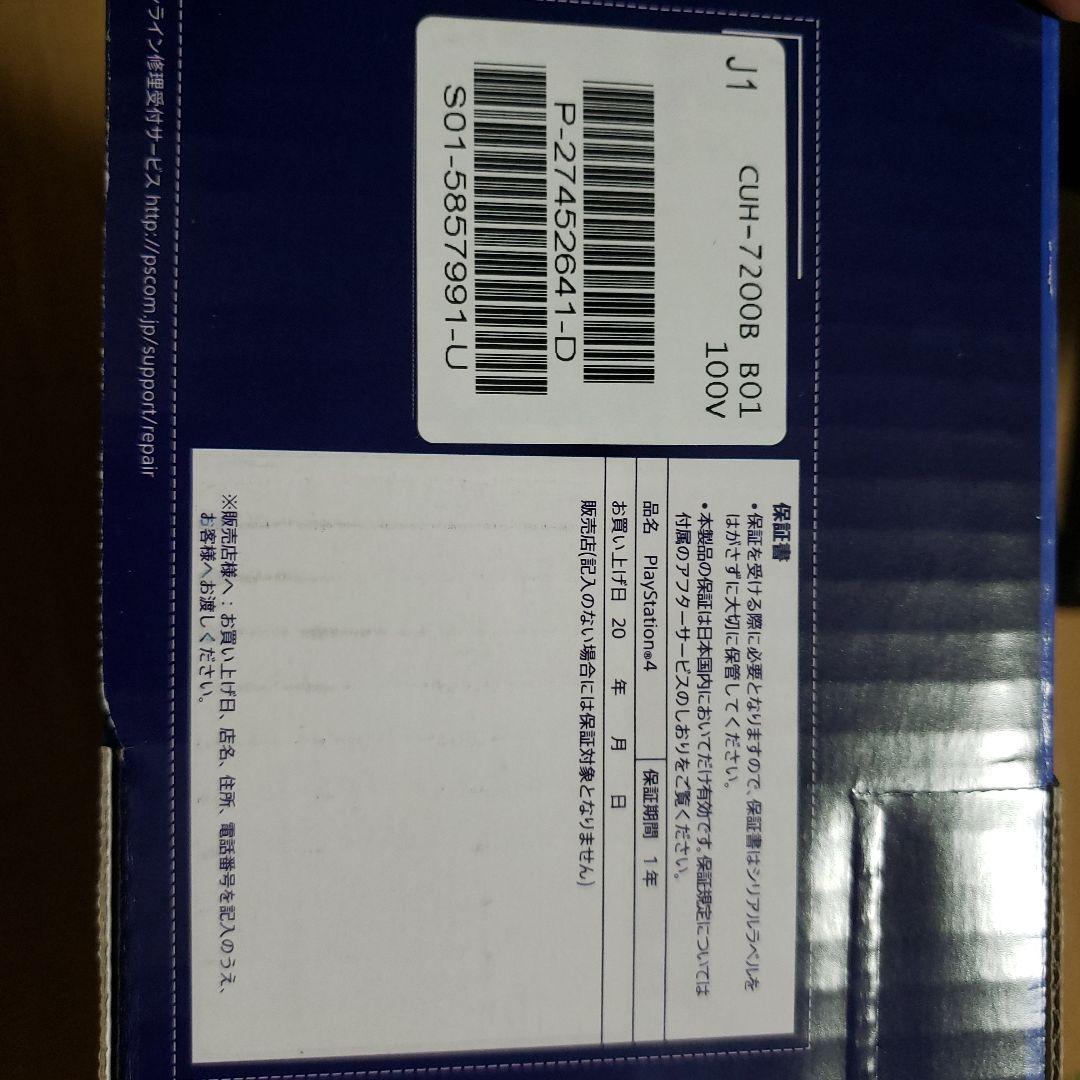 J1 CUH-7200B B01
100V
P-27452641-D
S01-5857991-U
保証書
•保証を受ける際に必要となりますので、保証書はシリアルラベルを
はがさずに大切に保管してください。
•本製品の保証は日本国内においてだけ有効です。保証規定については
付属のアフターサービスのしおりをご覧ください。
品名 PlayStation®4 保証期間 1年
お買い上げ日 20 年 月 日
販売店(記入のない場合には保証対象となりません)
※販売店様へ：お買い上げ日、店名、住所、電話番号を記入のうえ、
お客様へお渡しください。
ライン修理受付サービス http://pscom.jp/support/repair